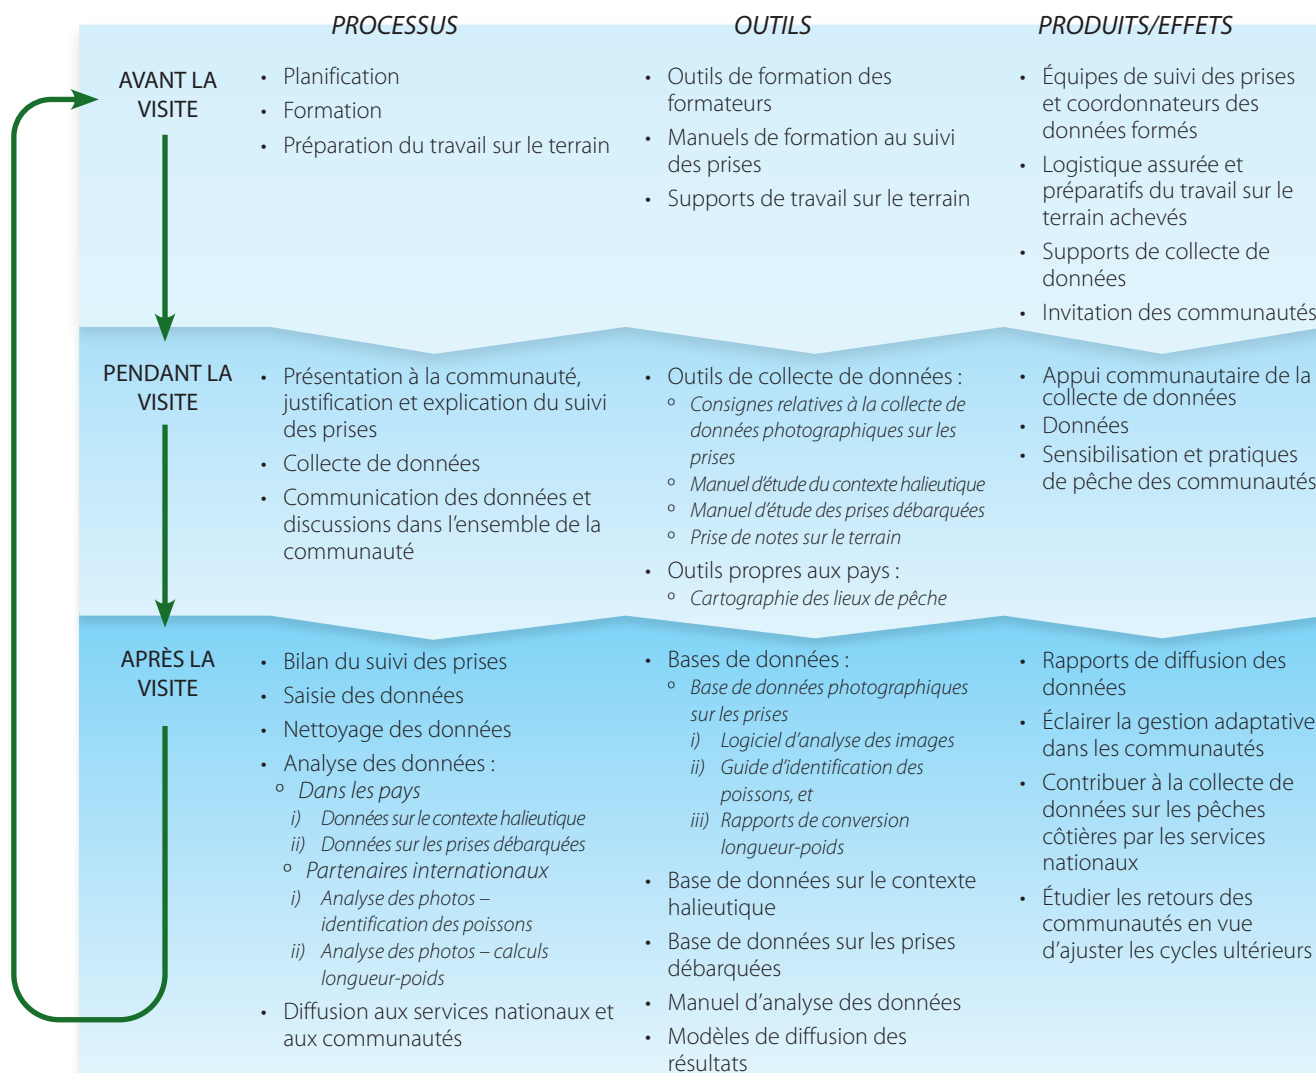 PROCESSUS
OUTILS
PRODUITS/EFFETS
AVANT LA
VISITE
• Planification
• Formation
• Préparation du travail sur le terrain
• Outils de formation des
formateurs
• Manuels de formation au suivi
des prises
• Supports de travail sur le terrain
• Équipes de suivi des prises
et coordonnateurs des
données formés
• Logistique assurée et
préparatifs du travail sur le
terrain achevés
• Supports de collecte de
données
• Invitation des communautés
PENDANT LA
VISITE
• Présentation à la communauté,
justification et explication du suivi
des prises
• Collecte de données
• Communication des données et
discussions dans l'ensemble de la
communauté
• Outils de collecte de données :
º Consignes relatives à la collecte de
données photographiques sur les
prises
º Manuel d'étude du contexte halieutique
º Manuel d'étude des prises débarquées
º Prise de notes sur le terrain
• Outils propres aux pays :
º Cartographie des lieux de pêche
• Appui communautaire de la
collecte de données
• Données
• Sensibilisation et pratiques
de pêche des communautés
APRÈS LA
VISITE
• Bilan du suivi des prises
• Saisie des données
• Nettoyage des données
• Analyse des données :
º Dans les pays
i) Données sur le contexte halieutique
ii) Données sur les prises débarquées
º Partenaires internationaux
i) Analyse des photos –
identification des poissons
ii) Analyse des photos – calculs
longueur-poids
• Diffusion aux services nationaux et
aux communautés
• Bases de données :
º Base de données photographiques
sur les prises
i) Logiciel d'analyse des images
ii) Guide d'identification des
poissons, et
iii) Rapports de conversion
longueur-poids
• Base de données sur le contexte
halieutique
• Base de données sur les prises
débarquées
• Manuel d'analyse des données
• Modèles de diffusion des
résultats
• Rapports de diffusion des
données
• Éclairer la gestion adaptative
dans les communautés
• Contribuer à la collecte de
données sur les pêches
côtières par les services
nationaux
• Étudier les retours des
communautés en vue
d'ajuster les cycles ultérieurs